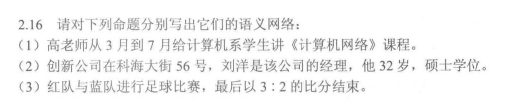 2.16 请对下列命题分别写出它们的语义网络：
（1）高老师从 3 月到 7 月给计算机系学生讲《计算机网络》课程。
（2）创新公司在科海大街 56 号，刘洋是该公司的经理，他 32 岁，硕士学位。
（3）红队与蓝队进行足球比赛，最后以 3：2 的比分结束。